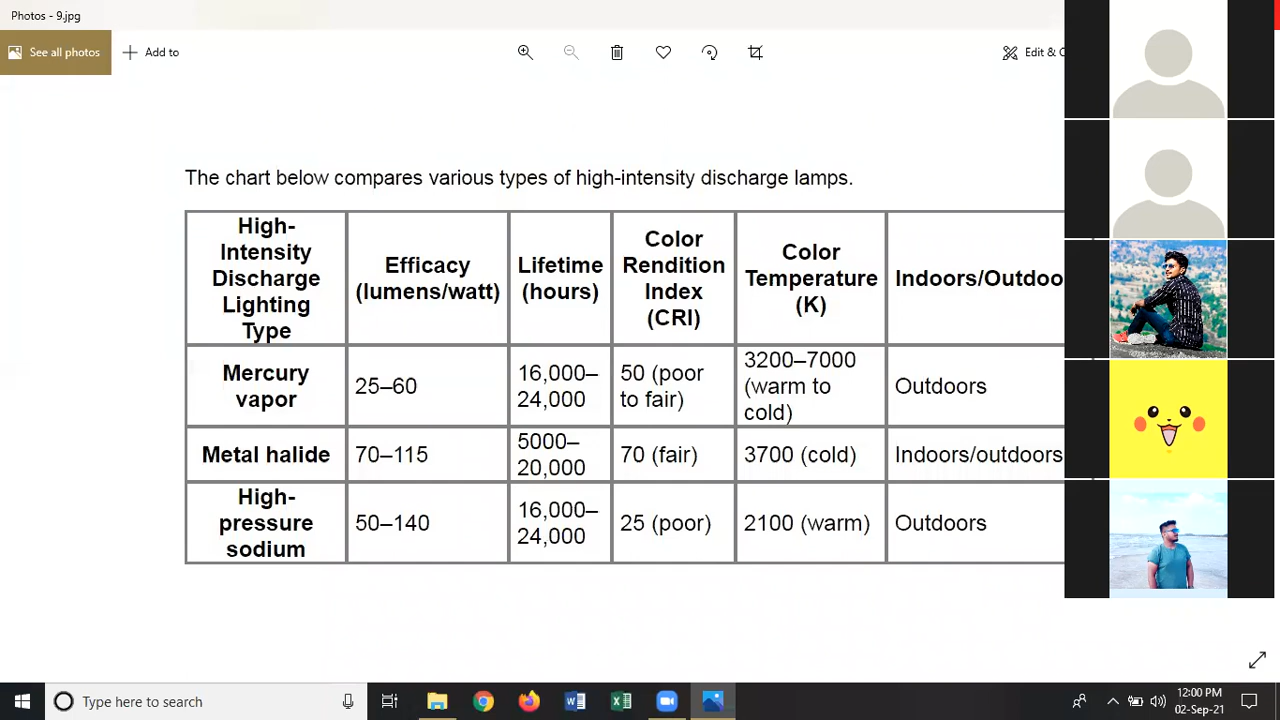 Photos - 9.jpg
See all photos
Add to
Edit & C
The chart below compares various types of high-intensity discharge lamps.
High-
Intensity
Discharge
Lighting
Type
Efficacy
(lumens/watt)
Lifetime
(hours)
Color
Rendition
Index
(CRI)
Color
Temperature
(K)
Indoors/Outdoo
Mercury
vapor
25–60
16,000–
24,000
50 (poor
to fair)
3200–7000
(warm to
cold)
Outdoors
Metal halide
70–115
5000–
20,000
70 (fair)
3700 (cold)
Indoors/outdoors
High-
pressure
sodium
50–140
16,000–
24,000
25 (poor)
2100 (warm)
Outdoors
Type here to search
12:00 PM
02-Sep-21